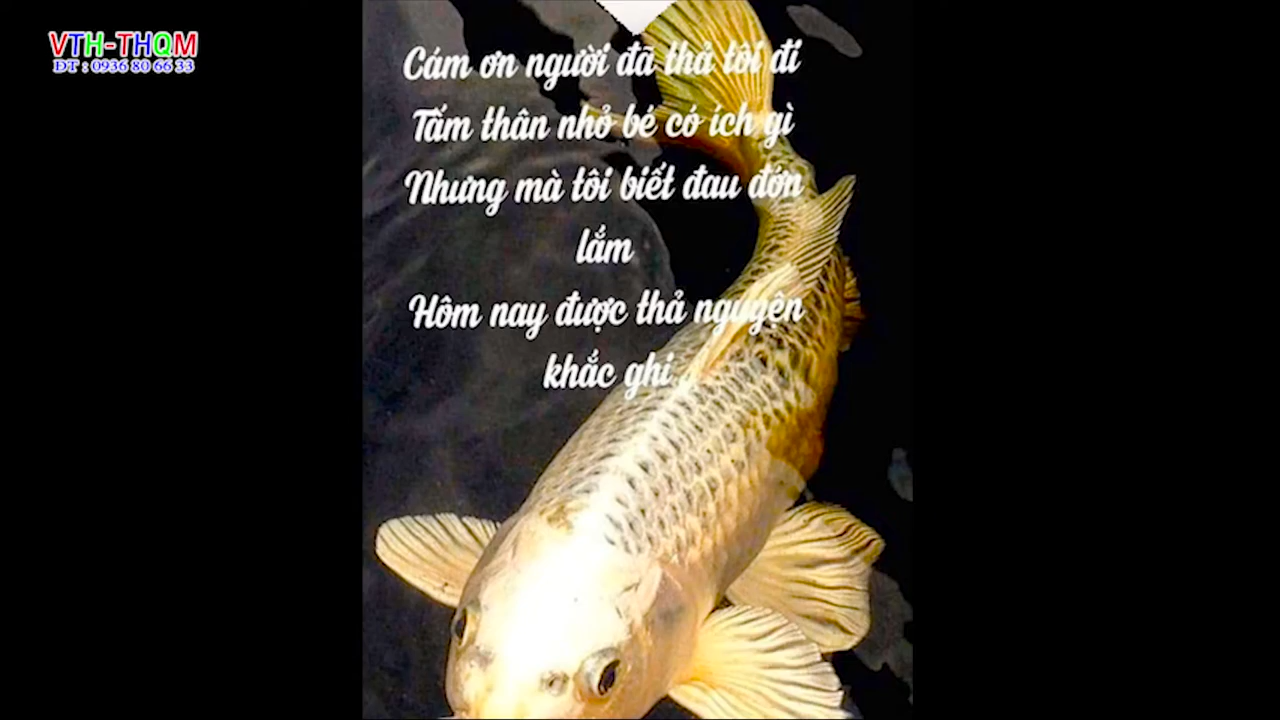 VTH-THQM
ĐT : 0936 80 66 33
Cám ơn người đã thả tôi đi
Tấm thân nhỏ bé có ích gì
Nhưng mà tôi biết đau đớn
lắm
Hôm nay được thả nguyện
khắc ghi...